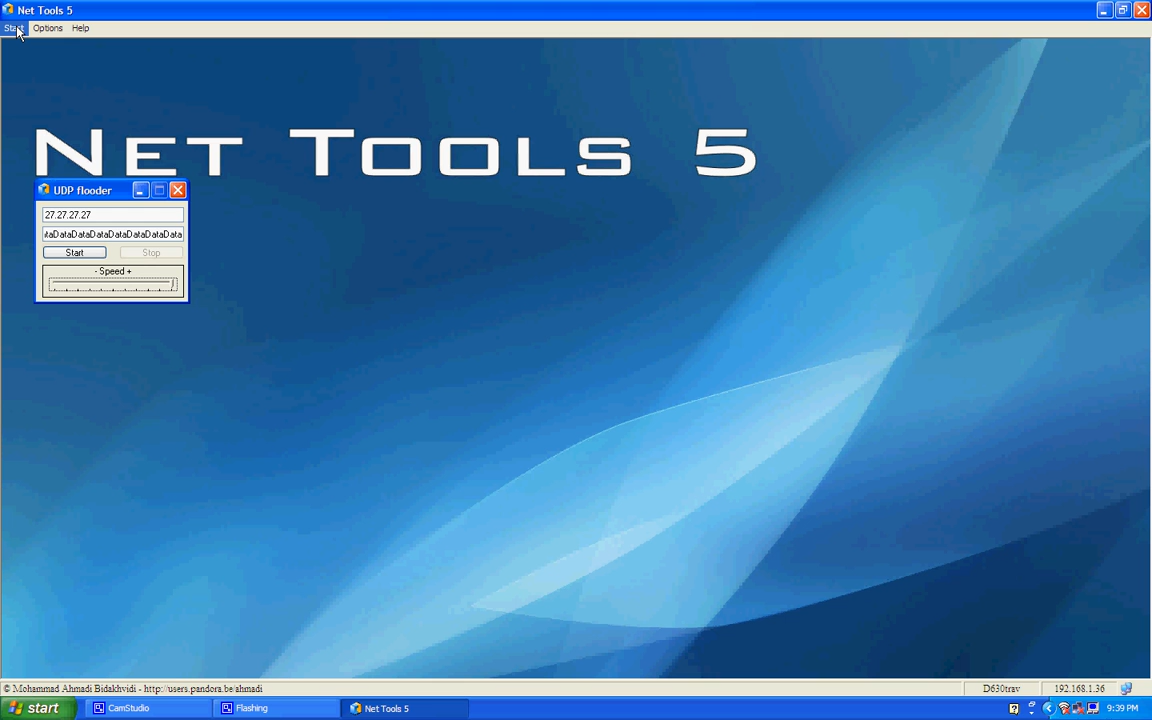 Net Tools 5
Start Options Help
NET TOOLS 5
UDP flooder
27.27.27.27
taDataDataDataDataDataDataData
Start Stop
- Speed +
© Mohammad Ahmadi Bidakhvidi - http://users.pandora.be/ahmadi D630trav 192.168.1.36
start CamStudio Flashing Net Tools 5 9:39 PM